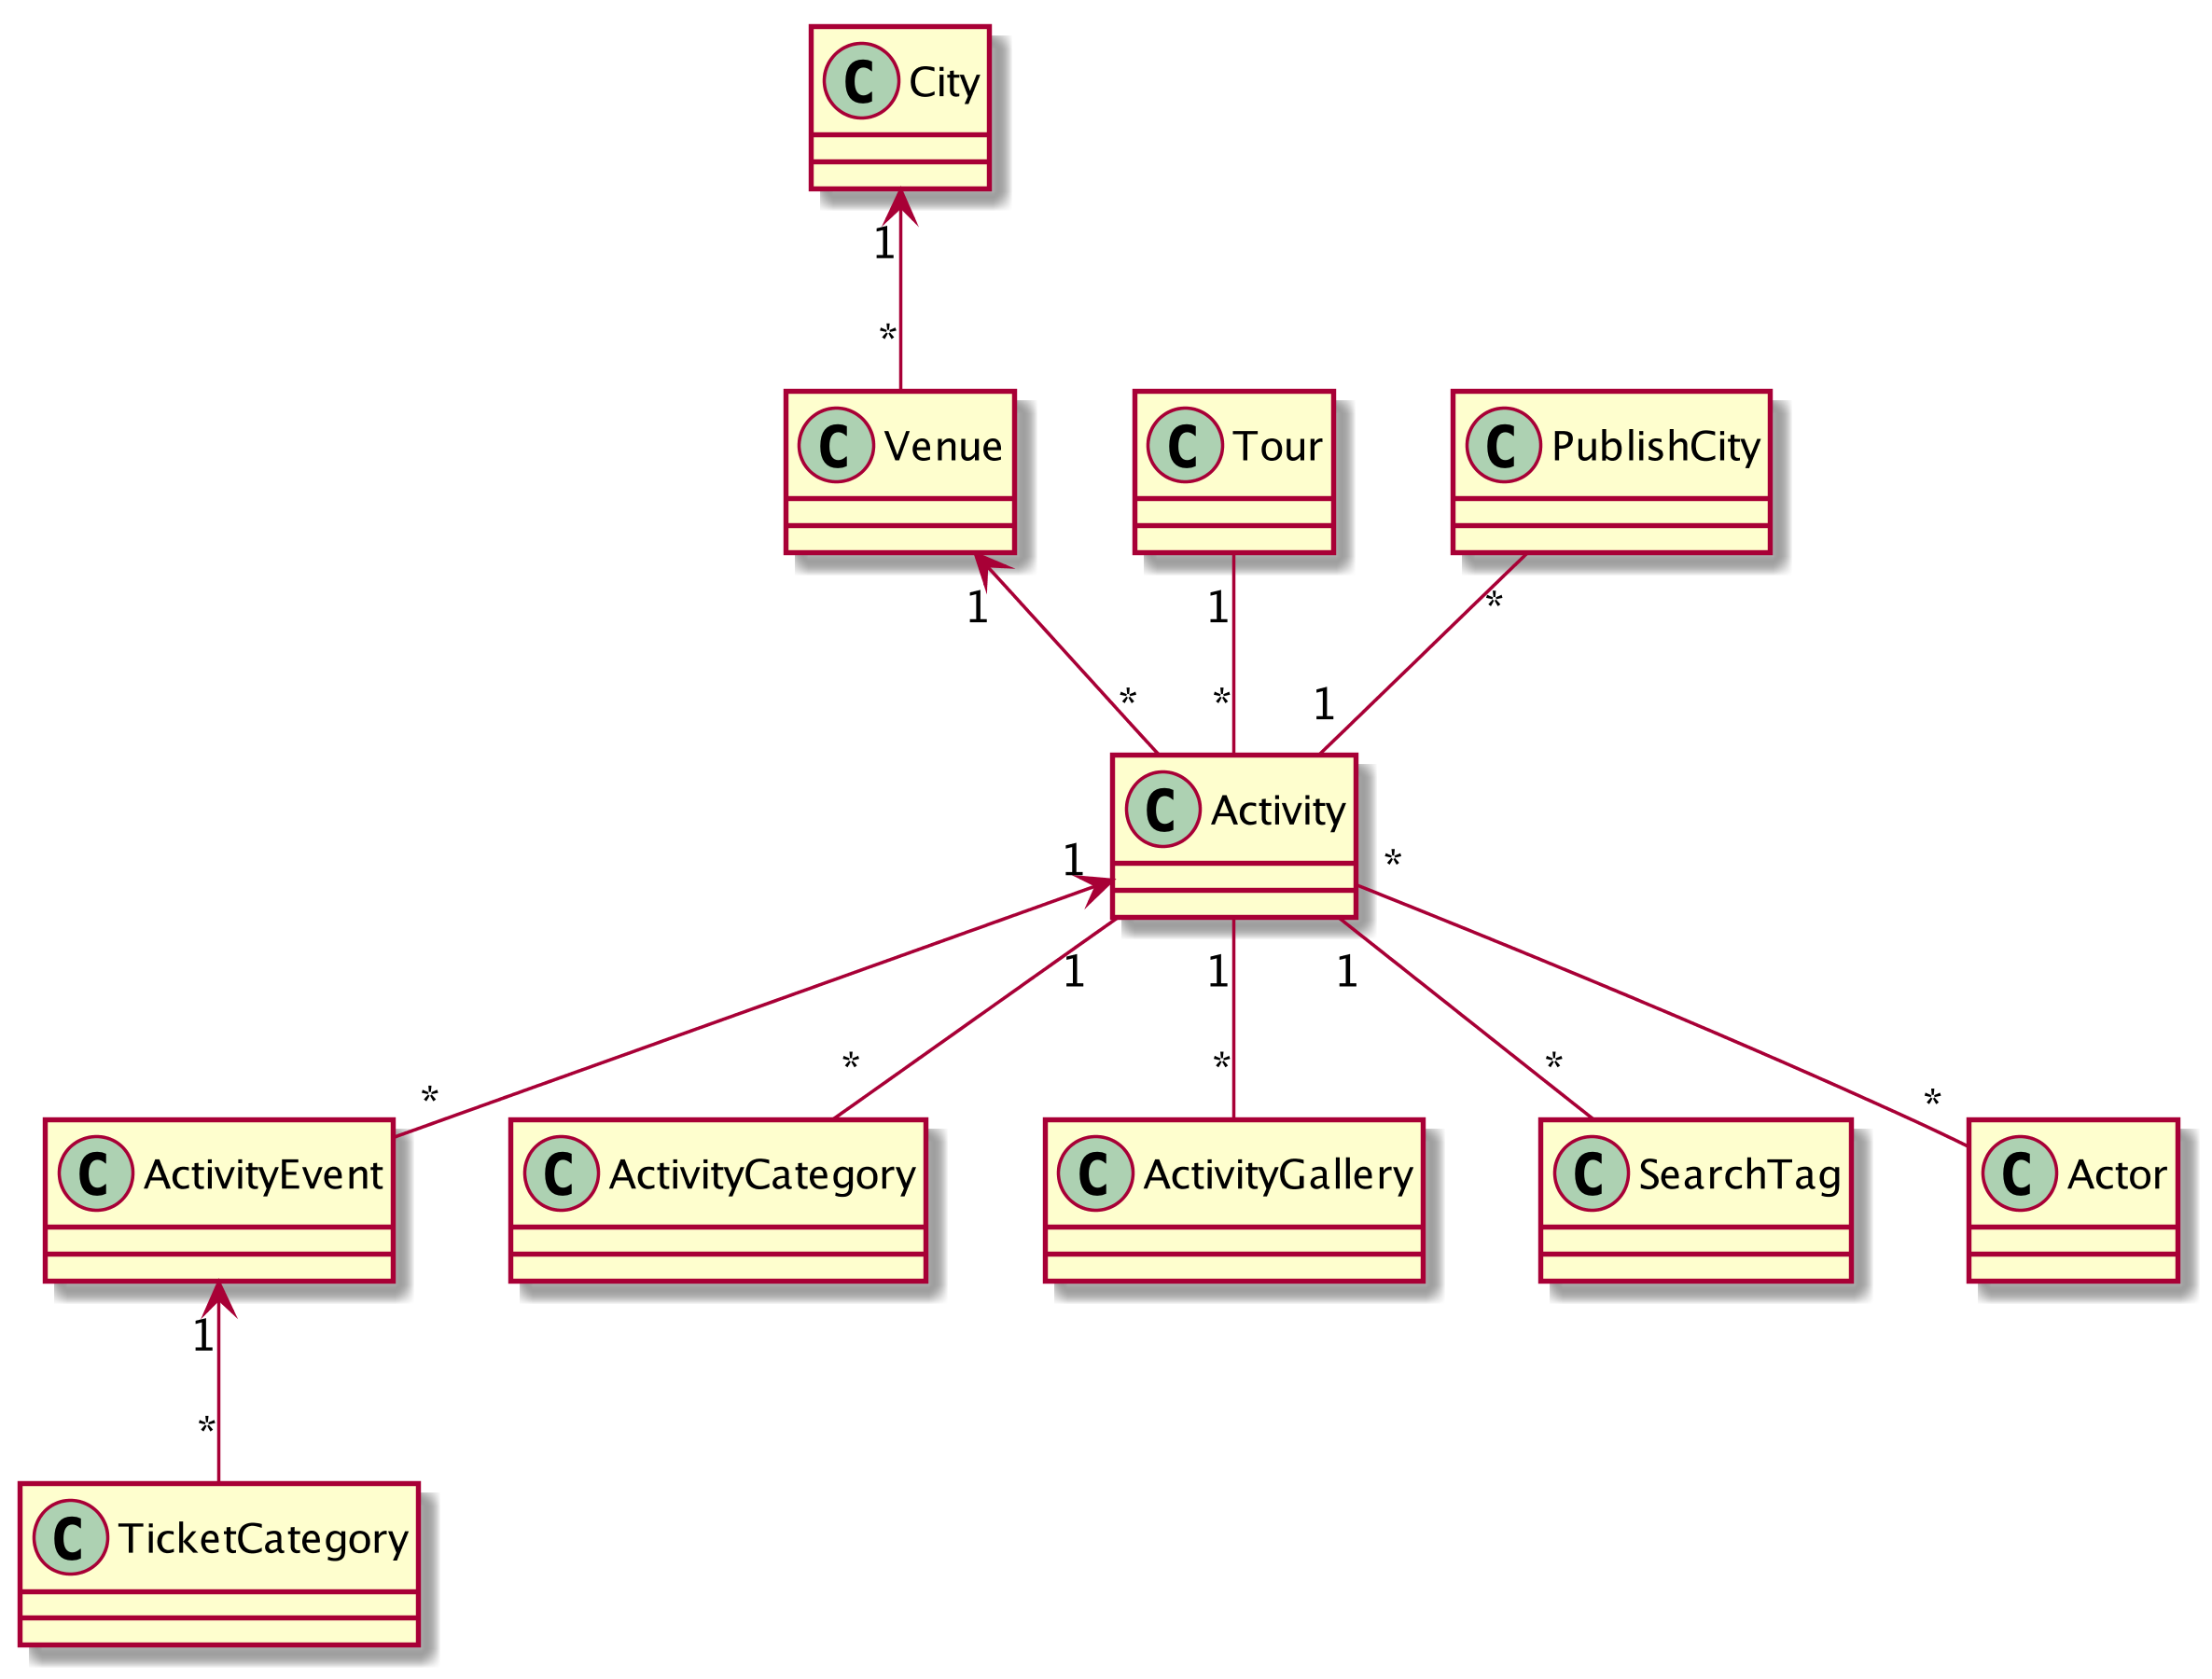 C City
1
*
C Venue
C Tour
C PublishCity
1
1
*
*
*
1
C Activity
1
*
1
1
1
*
*
*
*
*
C ActivityEvent
C ActivityCategory
C ActivityGallery
C SearchTag
C Actor
1
*
C TicketCategory